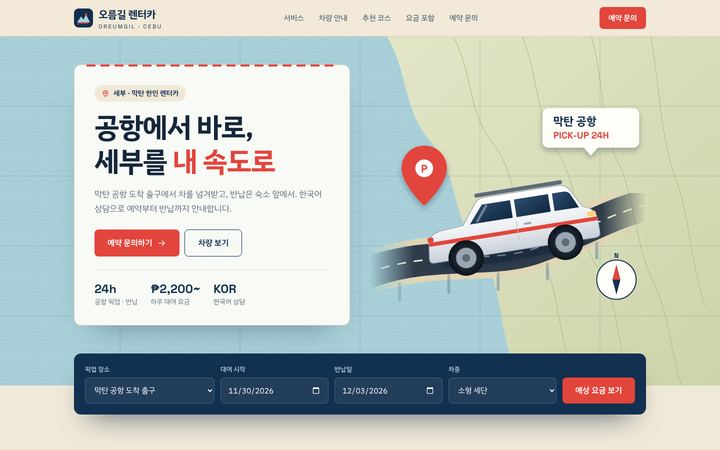 오름길 렌터카
OREUMGIL · CEBU
서비스
차량 안내
추천 코스
요금 포함
예약 문의
예약 문의
세부 · 막탄 한인 렌터카
공항에서 바로,
세부를 내 속도로
막탄 공항 도착 출구에서 차를 넘겨받고, 반납은 숙소 앞에서. 한국어
상담으로 예약부터 반납까지 안내합니다.
예약 문의하기 →
차량 보기
24h
공항 픽업 · 반납
₱2,200~
하루 대여 요금
KOR
한국어 상담
막탄 공항
PICK-UP 24H
P
N
픽업 장소
막탄 공항 도착 출구
대여 시작
11/30/2026
반납일
12/03/2026
차종
소형 세단
예상 요금 보기